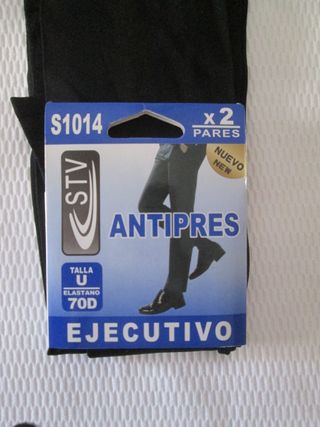 S1014
x2
PARES
NUEVO
NEW
STV
ANTIPRES
TALLA
U
ELASTANO
70D
EJECUTIVO